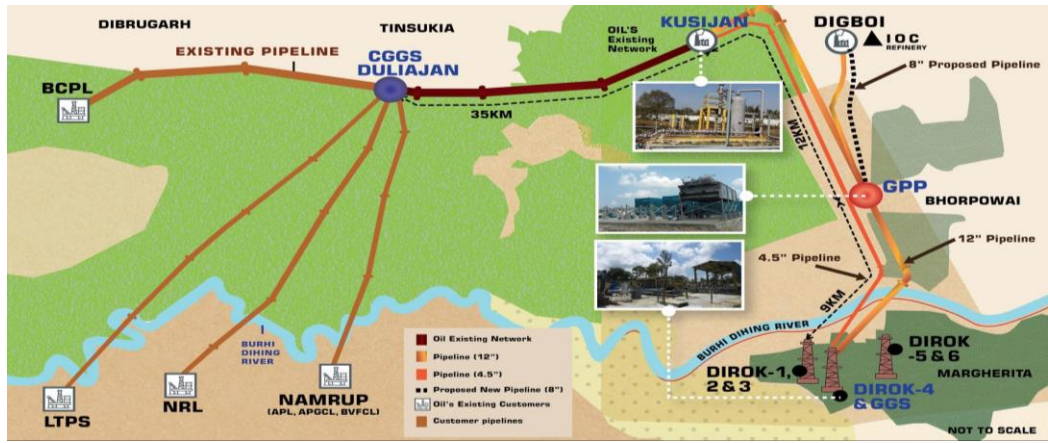 DIBRUGARH
TINSUKIA
KUSIJAN
DIGBOI
IOC
REFINERY
OIL'S
EXISTING
NETWORK
EXISTING PIPELINE
CGGS
DULIAJAN
8" Proposed Pipeline
BCPL
35KM
12KM
GPP
BHORPOWAI
12" Pipeline
4.5" Pipeline
9KM
BURHI DIHING RIVER
BURHI
DIHING
RIVER
Oil Existing Network
Pipeline (12")
Pipeline (4.5")
Proposed New Pipeline (8")
Oil's Existing Customers
Customer pipelines
DIROK-1,
2 & 3
DIROK
-5 & 6
MARGHERITA
DIROK-4
& GGS
LTPS
NRL
NAMRUP
(APL, APGCL, BVFCL)
NOT TO SCALE